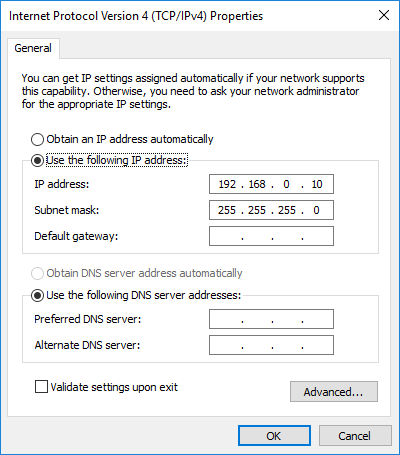 Internet Protocol Version 4 (TCP/IPv4) Properties
General
You can get IP settings assigned automatically if your network supports
this capability. Otherwise, you need to ask your network administrator
for the appropriate IP settings.
Obtain an IP address automatically
Use the following IP address:
IP address: 192 . 168 . 0 . 10
Subnet mask: 255 . 255 . 255 . 0
Default gateway: . . .
Obtain DNS server address automatically
Use the following DNS server addresses:
Preferred DNS server: . . .
Alternate DNS server: . . .
Validate settings upon exit
Advanced...
OK Cancel